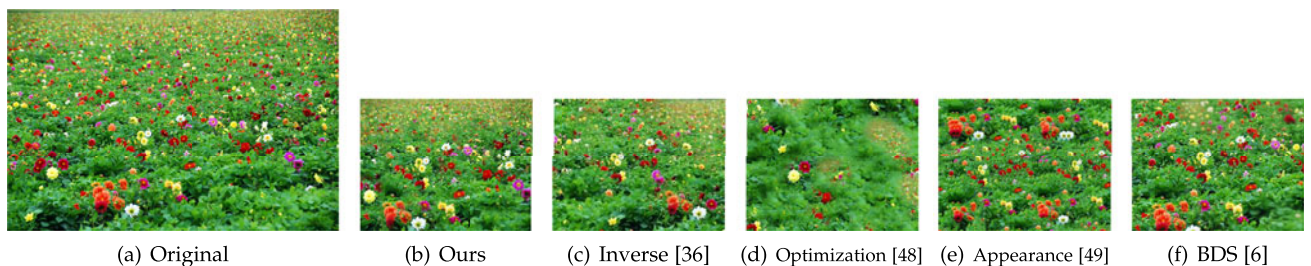 (a) Original (b) Ours (c) Inverse [36] (d) Optimization [48] (e) Appearance [49] (f) BDS [6]